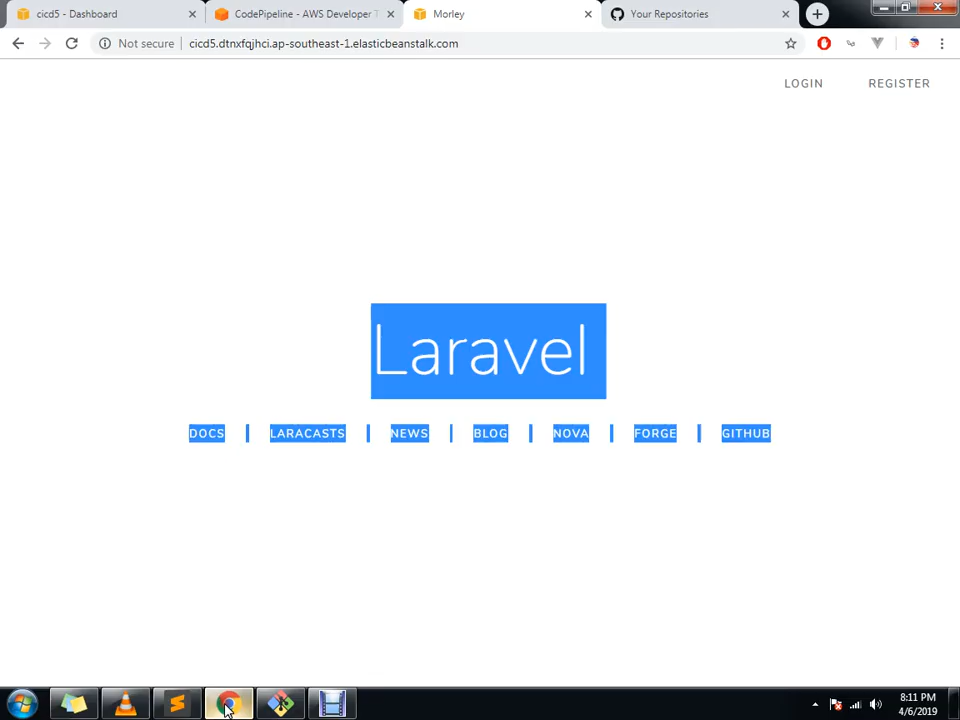 cicd5 - Dashboard
CodePipeline - AWS Developer T
Morley
Your Repositories
Not secure
cicd5.dtnxfqjhci.ap-southeast-1.elasticbeanstalk.com
LOGIN
REGISTER
Laravel
DOCS
LARACASTS
NEWS
BLOG
NOVA
FORGE
GITHUB
8:11 PM
4/6/2019